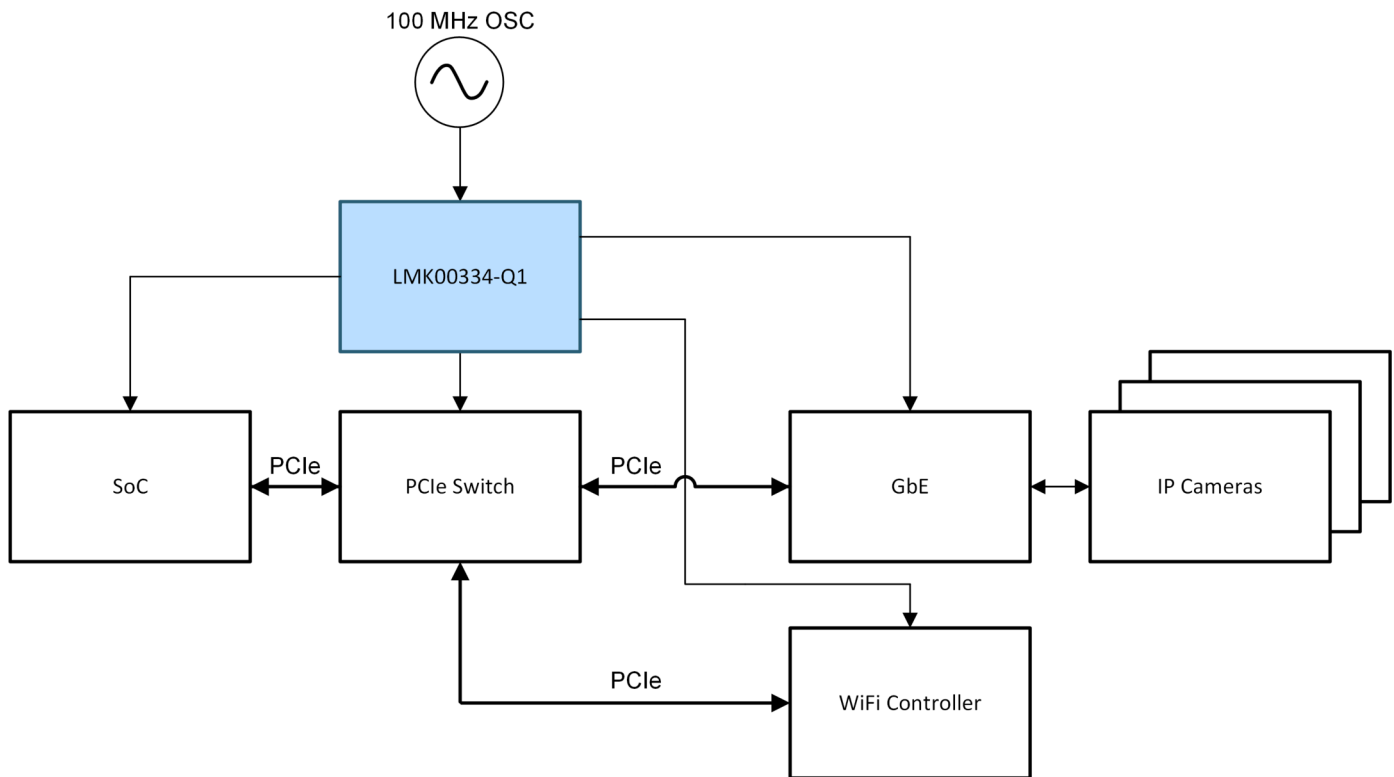 100 MHz OSC
LMK00334-Q1
PCIe
PCIe
SoC
PCIe Switch
GbE
IP Cameras
PCIe
WiFi Controller